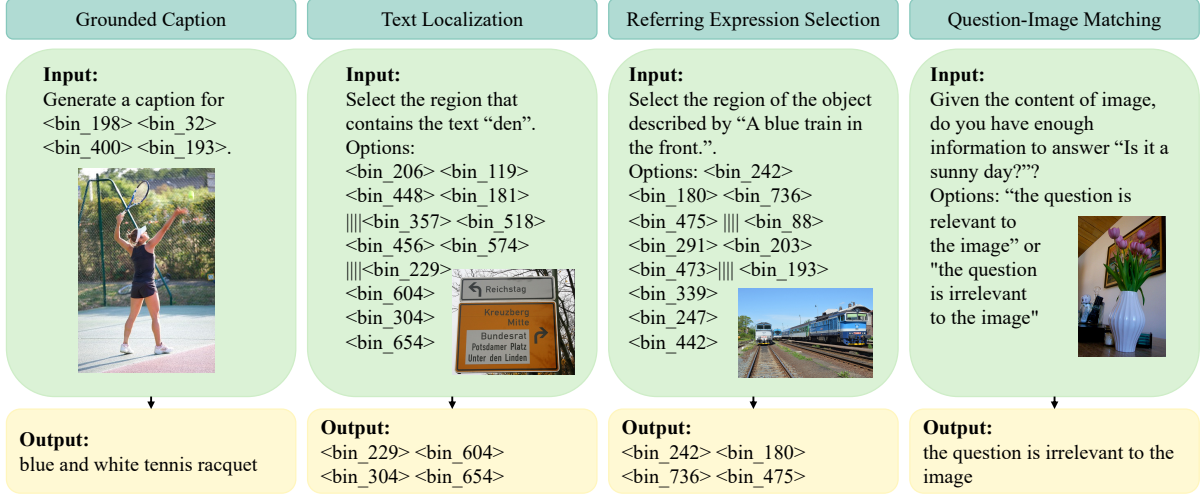 Grounded Caption
Input:
Generate a caption for
<bin_198> <bin_32>
<bin_400> <bin_193>.
Output:
blue and white tennis racquet
Text Localization
Input:
Select the region that
contains the text “den”.
Options:
<bin_206> <bin_119>
<bin_448> <bin_181>
||||<bin_357> <bin_518>
<bin_456> <bin_574>
||||<bin_229>
<bin_604>
<bin_304>
<bin_654>
Reichstag
Kreuzberg
Mitte
Bundesrat
Potsdamer Platz
Unter den Linden
Output:
<bin_229> <bin_604>
<bin_304> <bin_654>
Referring Expression Selection
Input:
Select the region of the object
described by “A blue train in
the front.”.
Options: <bin_242>
<bin_180> <bin_736>
<bin_475> |||| <bin_88>
<bin_291> <bin_203>
<bin_473>|||| <bin_193>
<bin_339>
<bin_247>
<bin_442>
Output:
<bin_242> <bin_180>
<bin_736> <bin_475>
Question-Image Matching
Input:
Given the content of image,
do you have enough
information to answer “Is it a
sunny day?”?
Options: “the question is
relevant to
the image” or
"the question
is irrelevant
to the image"
Output:
the question is irrelevant to the
image